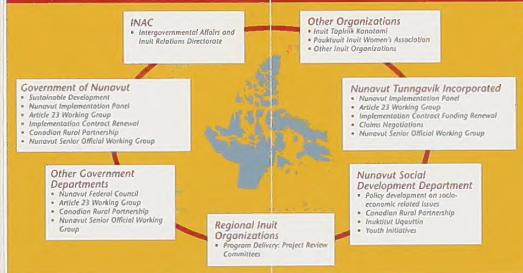 INAC
• Intergovernmental Affairs and
Inuit Relations Directorate
Other Organizations
• Inuit Tapiriik Kanatami
• Pauktuutit Inuit Women's Association
• Other Inuit Organizations
Government of Nunavut
• Sustainable Development
• Nunavut Implementation Panel
• Article 23 Working Group
• Implementation Contract Renewal
• Canadian Rural Partnership
• Nunavut Senior Official Working Group
Nunavut Tunngavik Incorporated
• Nunavut Implementation Panel
• Article 23 Working Group
• Implementation Contract Funding Renewal
• Claims Negotiations
• Nunavut Senior Official Working Group
Other Government
Departments
• Nunavut Federal Council
• Article 23 Working Group
• Canadian Rural Partnership
• Nunavut Senior Official Working
Group
Nunavut Social
Development Department
• Policy development on socio-
economic related issues
• Canadian Rural Partnership
• Inuktitut Uqauttin
• Youth Initiatives
Regional Inuit
Organizations
• Program Delivery: Project Review
Committees